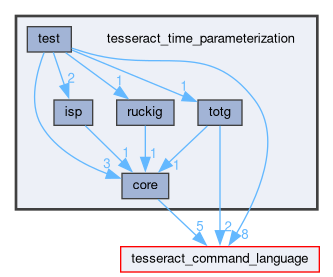 test
tesseract_time_parameterization
2
1
1
isp
ruckig
totg
3
1
1
1
core
5
2
8
tesseract_command_language